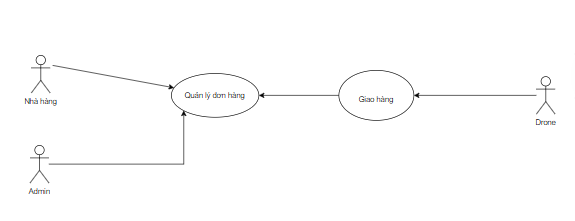 Nhà hàng
Quản lý đơn hàng
Giao hàng
Drone
Admin